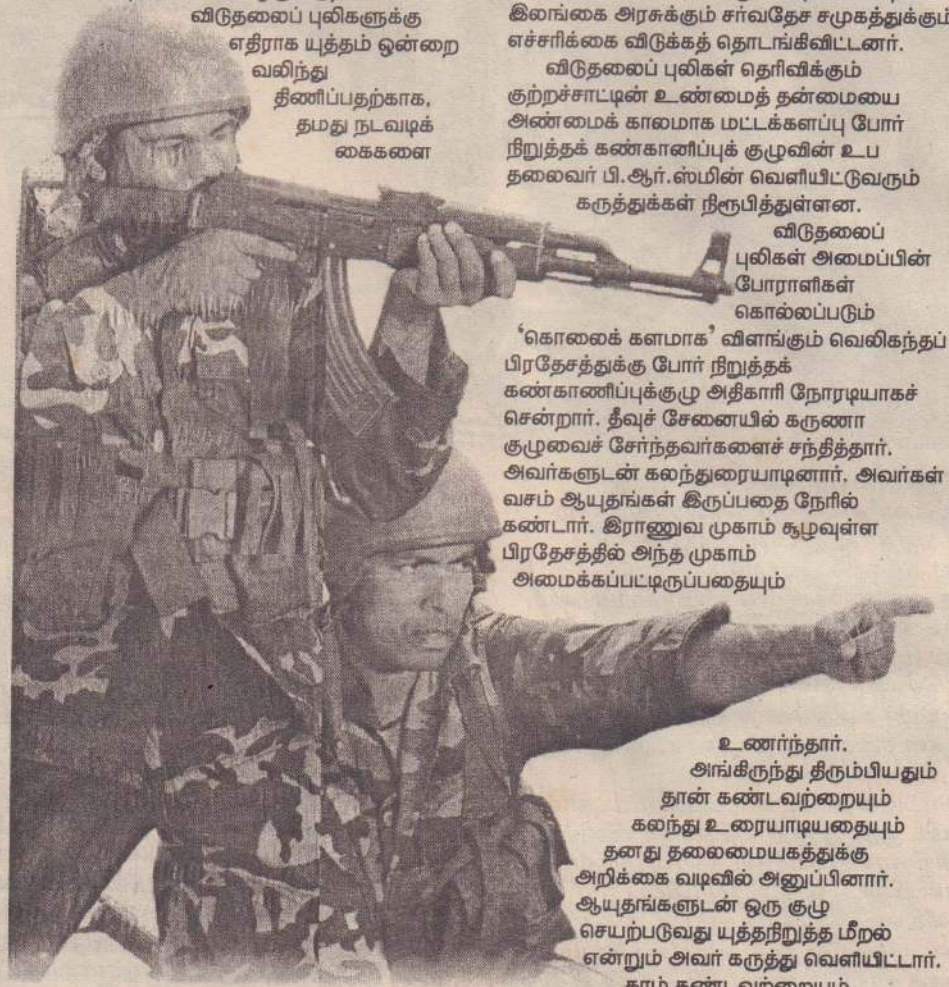 விடுதலைப் புலிகளுக்கு
எதிராக யுத்தம் ஒன்றை
வலிந்து
திணிப்பதற்காக,
தமது நடவடிக்
கைகளை
இலங்கை அரசுக்கும் சர்வதேச சமுகத்துக்கும்
எச்சரிக்கை விடுக்கத் தொடங்கிவிட்டனர்.
விடுதலைப் புலிகள் தெரிவிக்கும்
குற்றச்சாட்டின் உண்மைத் தன்மையை
அண்மைக் காலமாக மட்டக்களப்பு போர்
நிறுத்தக் கண்கானிப்புக் குழுவின் உப
தலைவர் பி.ஆர்.ஸ்மின் வெளியிட்டுவரும்
கருத்துக்கள் நிரூபித்துள்ளன.
விடுதலைப்
புலிகள் அமைப்பின்
போராளிகள்
கொல்லப்படும்
‘கொலைக் களமாக’ விளங்கும் வெலிகந்தப்
பிரதேசத்துக்கு போர் நிறுத்தக்
கண்காணிப்புக்குழு அதிகாரி நேரடியாகச்
சென்றார். தீவுச் சேனையில் கருணா
குழுவைச் சேர்ந்தவர்களைச் சந்தித்தார்.
அவர்களுடன் கலந்துரையாடினார். அவர்கள்
வசம் ஆயுதங்கள் இருப்பதை நேரில்
கண்டார். இராணுவ முகாம் சூழவுள்ள
பிரதேசத்தில் அந்த முகாம்
அமைக்கப்பட்டிருப்பதையும்
உணர்ந்தார்.
அங்கிருந்து திரும்பியதும்
தான் கண்டவற்றையும்
கலந்து உரையாடியதையும்
தனது தலைமையகத்துக்கு
அறிக்கை வடிவில் அனுப்பினார்.
ஆயுதங்களுடன் ஒரு குழு
செயற்படுவது யுத்தநிறுத்த மீறல்
என்றும் அவர் கருத்து வெளியிட்டார்.
தாம் கண்டவற்றையும்